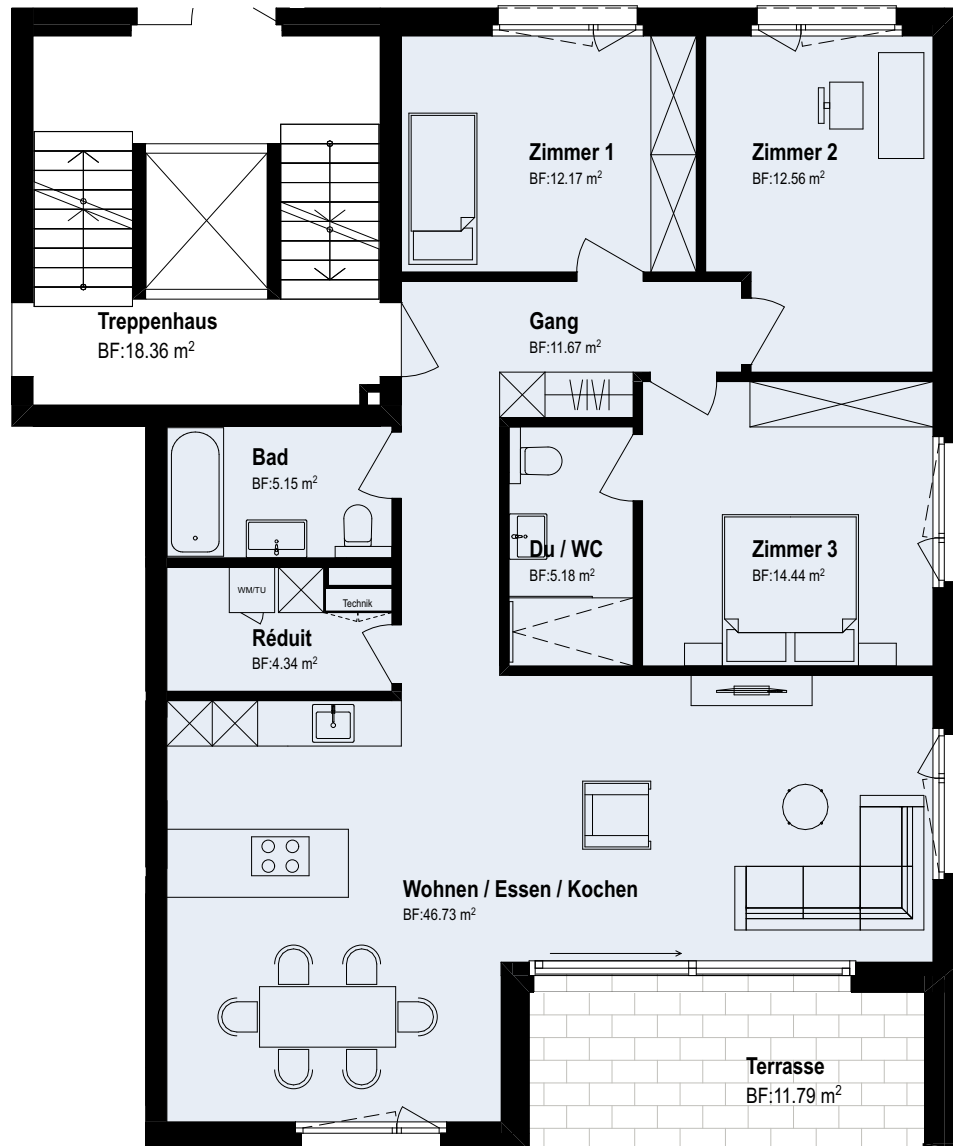 Zimmer 1
BF:12.17 m²
Zimmer 2
BF:12.56 m²
Treppenhaus
BF:18.36 m²
Gang
BF:11.67 m²
Bad
BF:5.15 m²
Du / WC
BF:5.18 m²
Zimmer 3
BF:14.44 m²
WM/TU
Technik
Réduit
BF:4.34 m²
Wohnen / Essen / Kochen
BF:46.73 m²
Terrasse
BF:11.79 m²